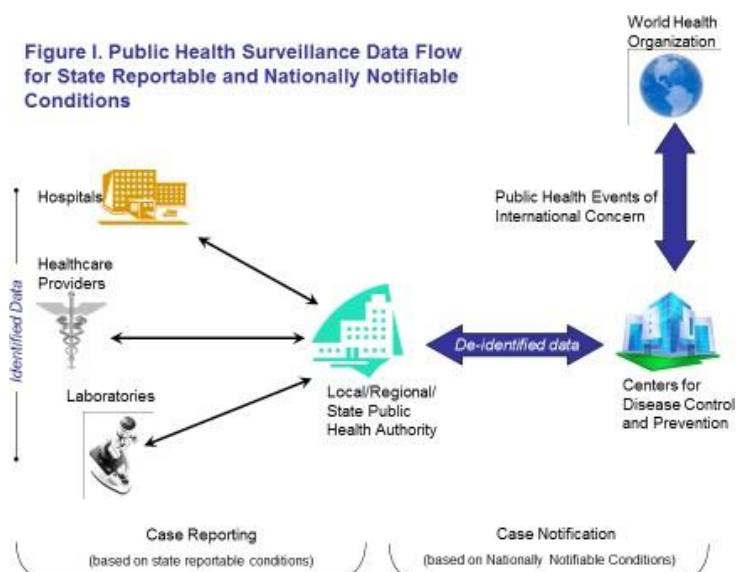 World Health
Organization
Figure I. Public Health Surveillance Data Flow
for State Reportable and Nationally Notifiable
Conditions
Public Health Events of
International Concern
Hospitals
Healthcare
Providers
Identified Data
Laboratories
Local/Regional/
State Public
Health Authority
De-identified data
Centers for
Disease Control
and Prevention
Case Reporting
(based on state reportable conditions)
Case Notification
(based on Nationally Notifiable Conditions)